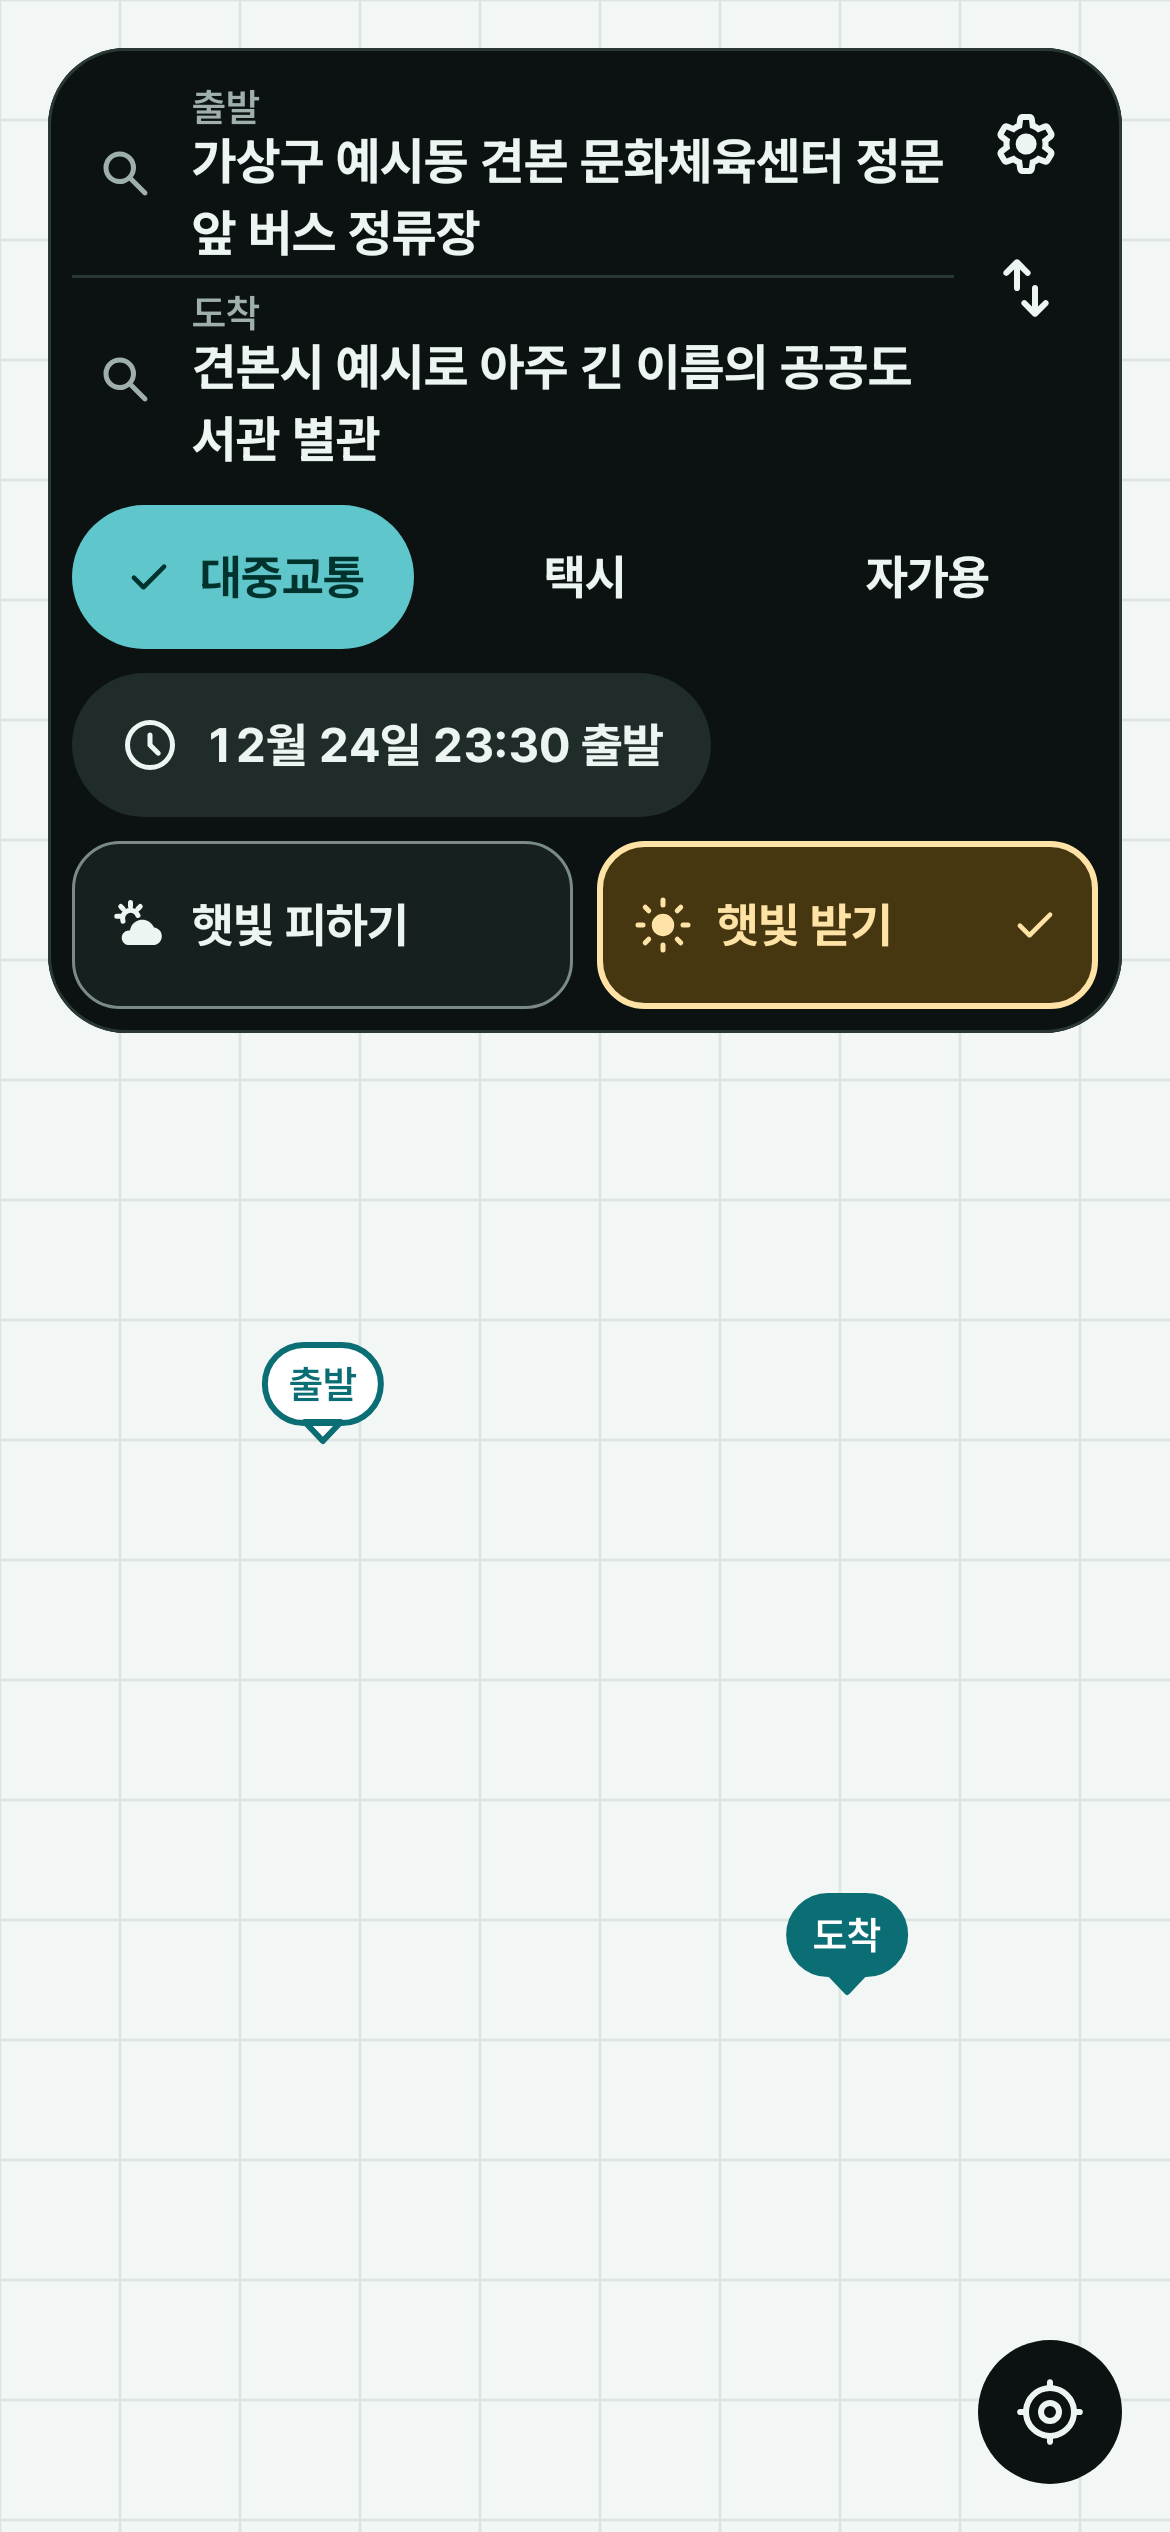 출발
가상구 예시동 견본 문화체육센터 정문
앞 버스 정류장
도착
견본시 예시로 아주 긴 이름의 공공도
서관 별관
대중교통
택시
자가용
12월 24일 23:30 출발
햇빛 피하기
햇빛 받기
출발
도착